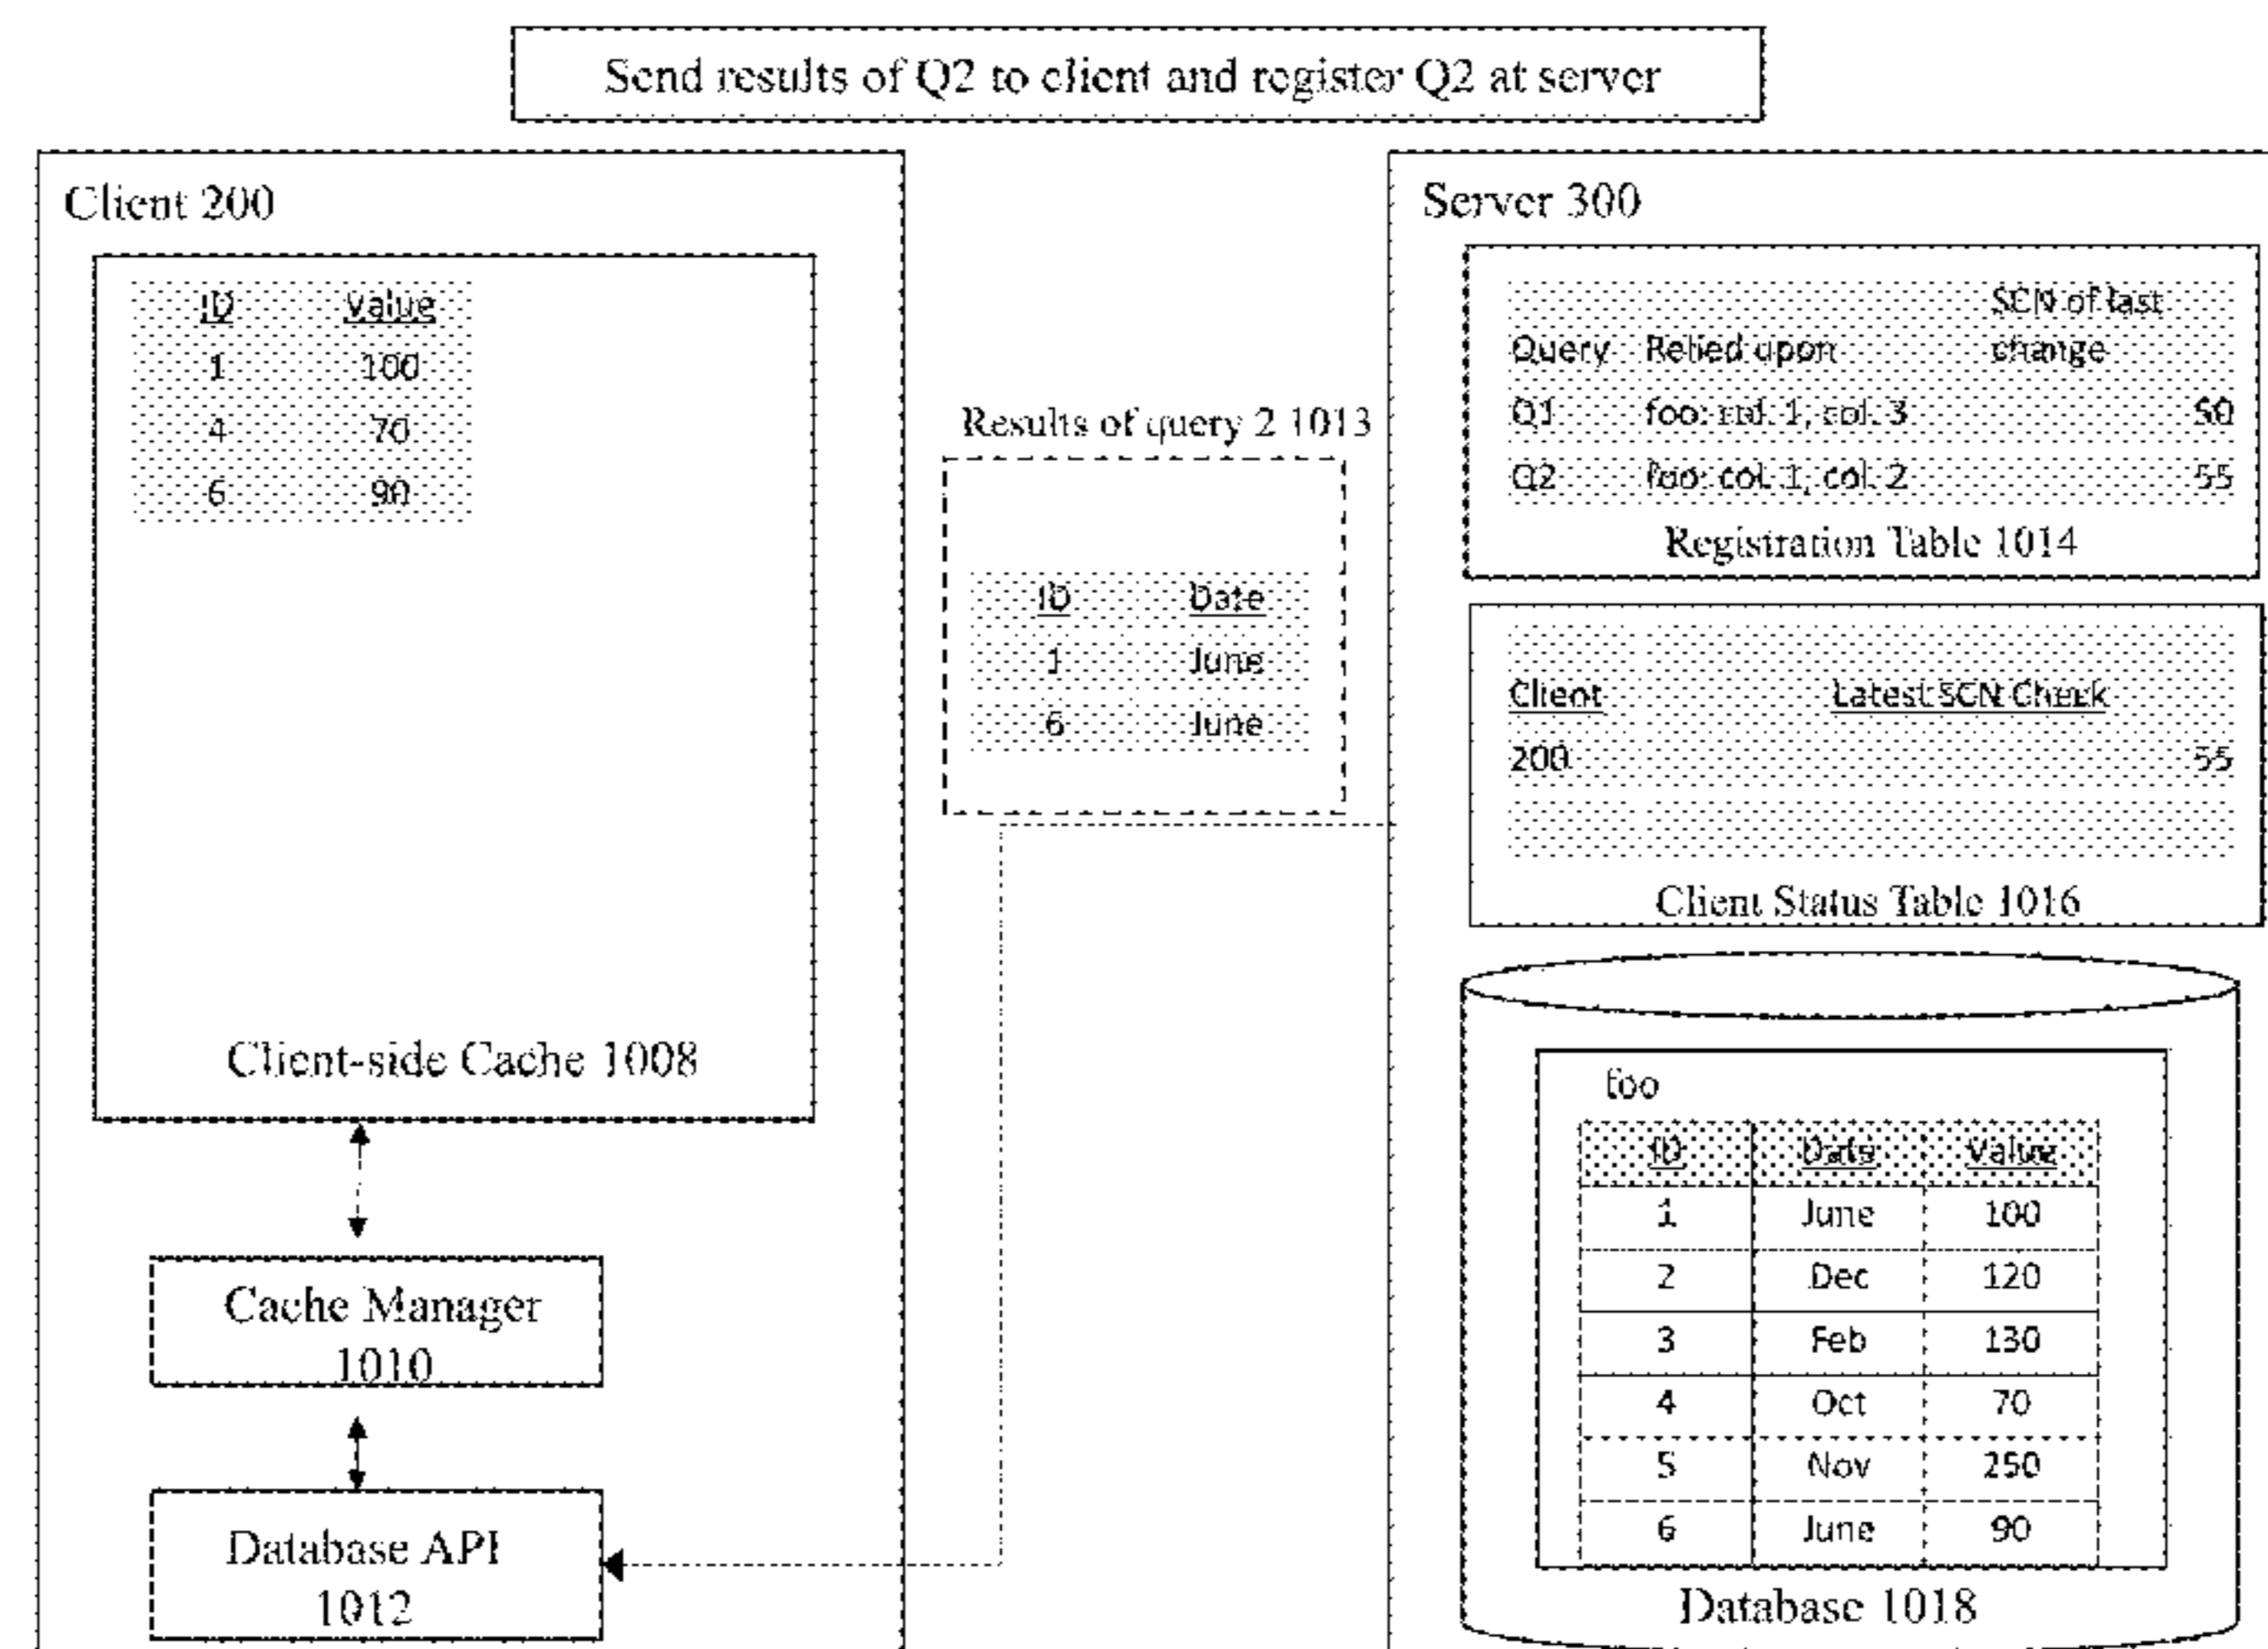 Send results of Q2 to client and register Q2 at server
Client 200
ID Value
1 100
4 70
6 90
Client-side Cache 1008
Cache Manager
1010
Database API
1012
Results of query 2 1013
ID Date
1 June
6 June
Server 300
SCN of last
Query Relied upon change
Q1 foo: col. 1, col. 3 50
Q2 foo: col. 1, col. 2 55
Registration Table 1014
Client Latest SCN Check
200 55
Client Status Table 1016
foo
ID Date Value
1 June 100
2 Dec 120
3 Feb 130
4 Oct 70
5 Nov 250
6 June 90
Database 1018